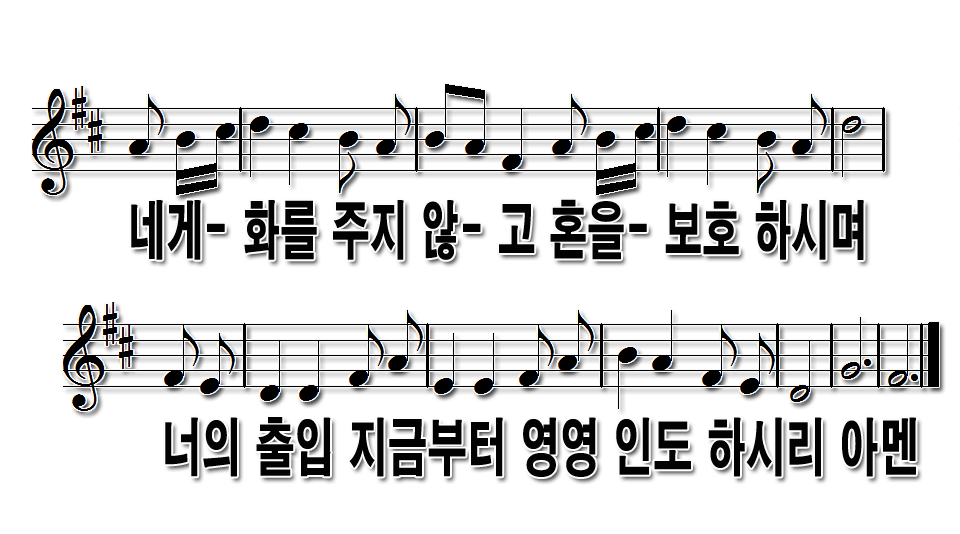 네게- 화를 주지 않- 고 혼을- 보호 하시며
너의 출입 지금부터 영영 인도 하시리 아멘